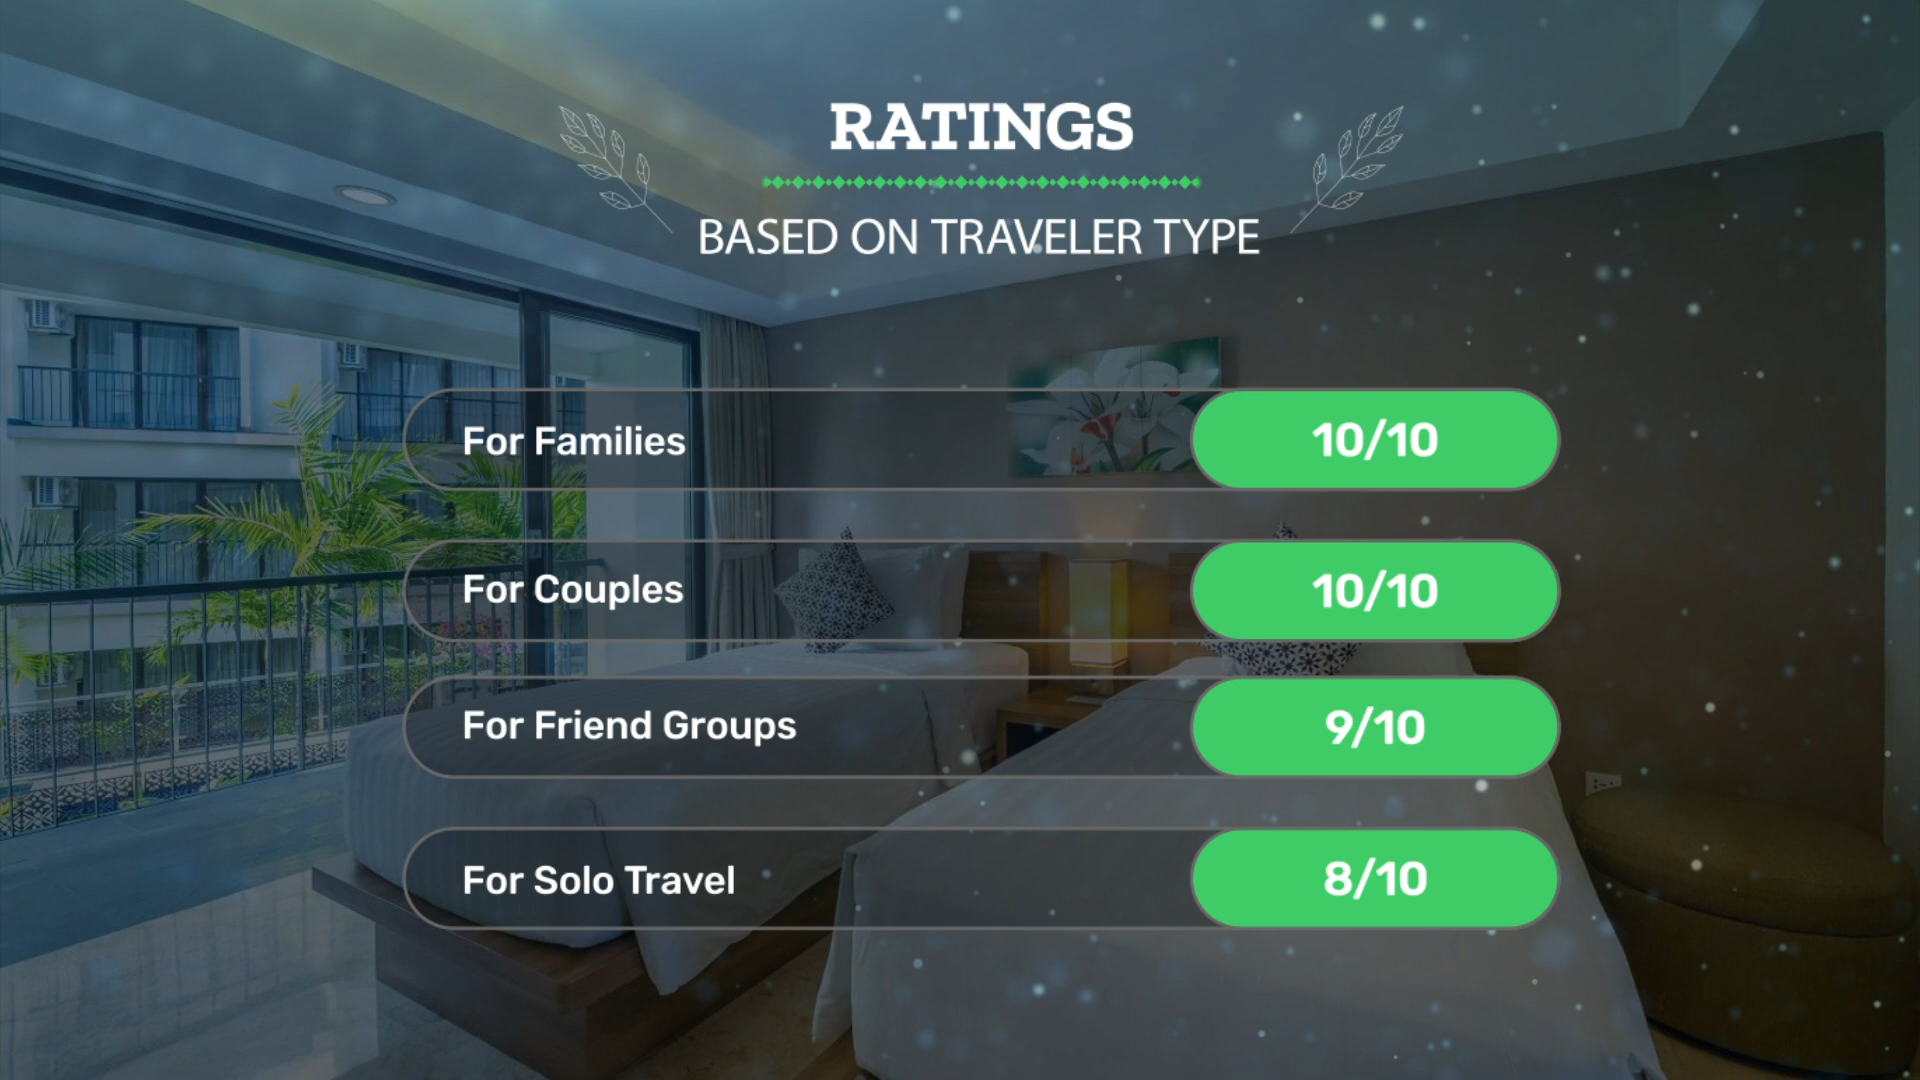 RATINGS
BASED ON TRAVELER TYPE
For Families 10/10
For Couples 10/10
For Friend Groups 9/10
For Solo Travel 8/10